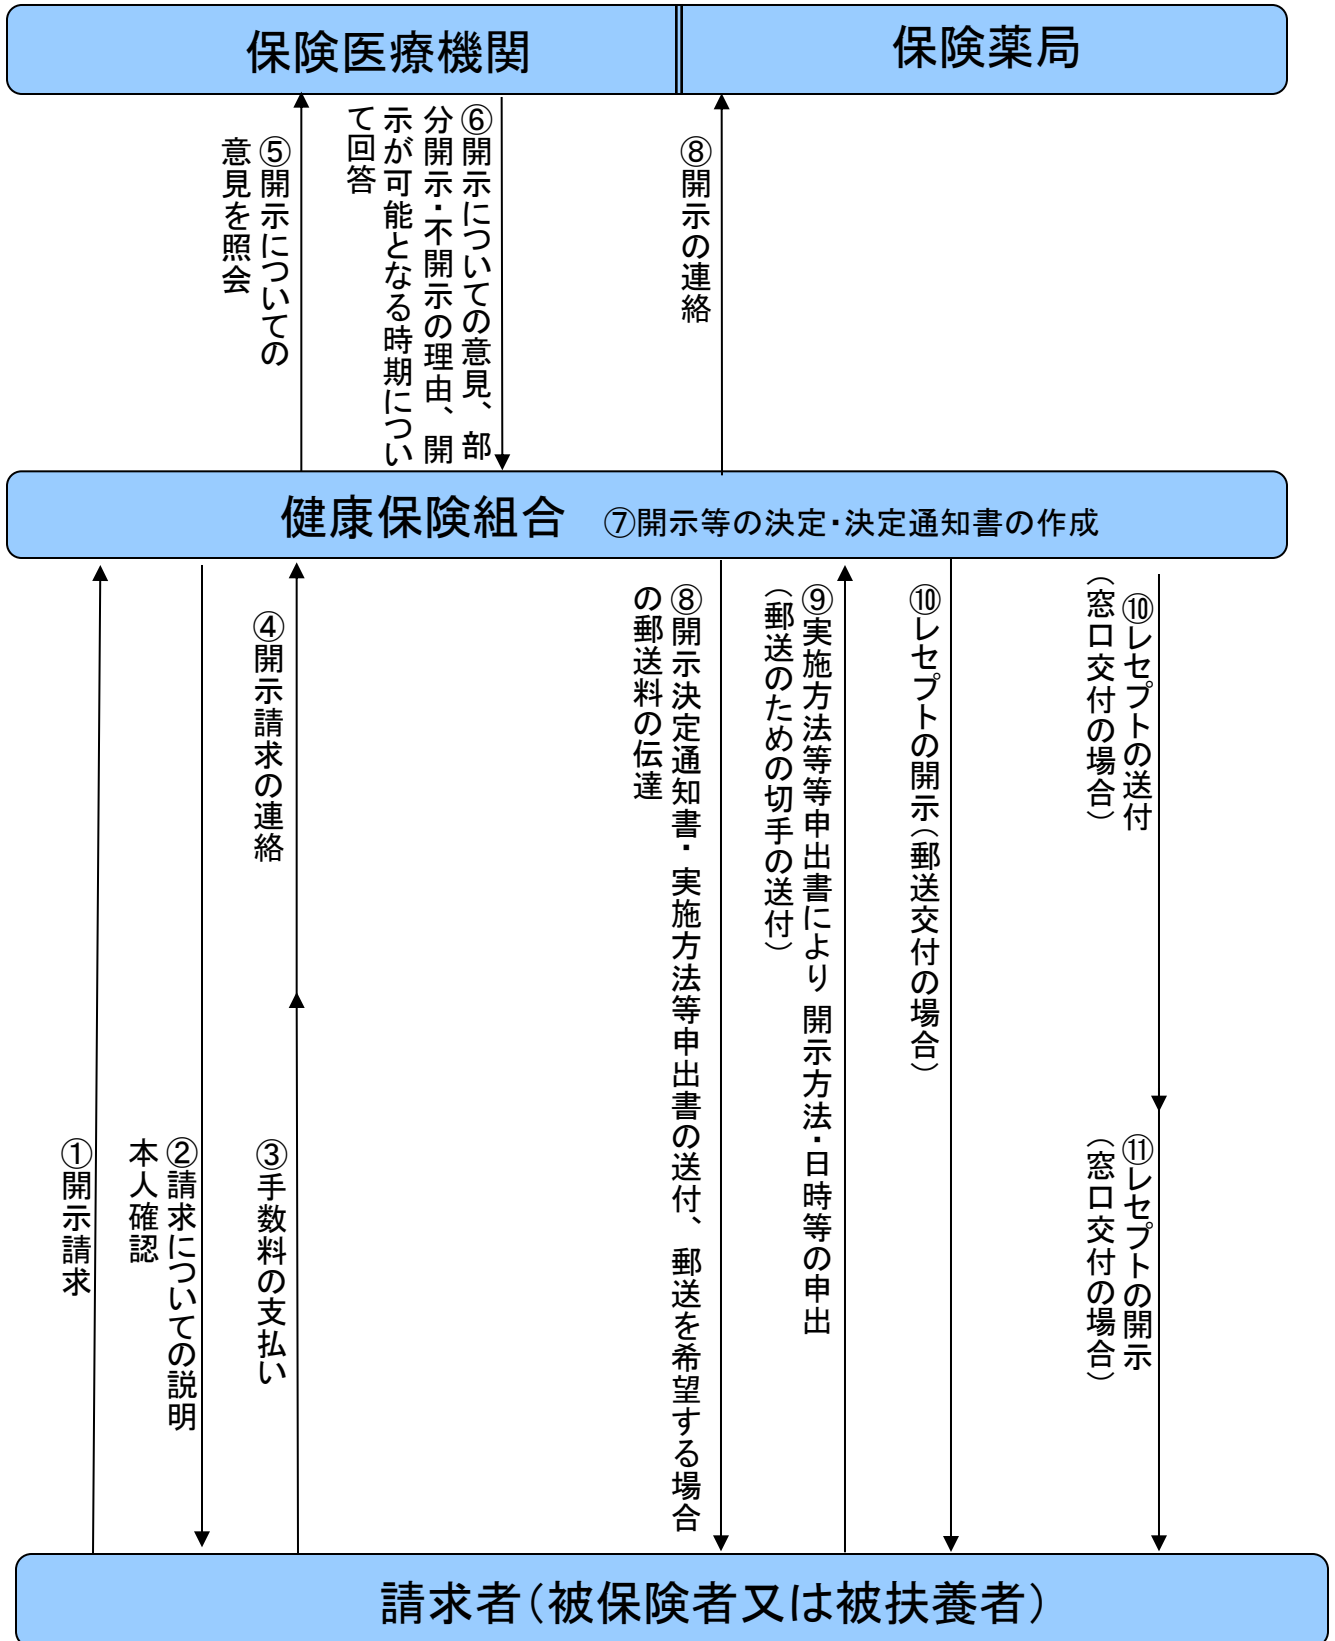 保険医療機関
保険薬局
⑤開示についての
意見を照会
⑥開示についての意見、部
分開示・不開示の理由、開
示が可能となる時期につい
て回答
⑧開示の連絡
健康保険組合 ⑦開示等の決定・決定通知書の作成
①開示請求
②請求についての説明
本人確認
④開示請求の連絡
③手数料の支払い
⑧開示決定通知書・実施方法等申出書の送付、郵送を希望する場合
の郵送料の伝達
⑨実施方法等等申出書により 開示方法・日時等の申出
（郵送のための切手の送付）
⑩レセプトの開示（郵送交付の場合）
⑩レセプトの送付
（窓口交付の場合）
⑪レセプトの開示
（窓口交付の場合）
請求者（被保険者又は被扶養者）